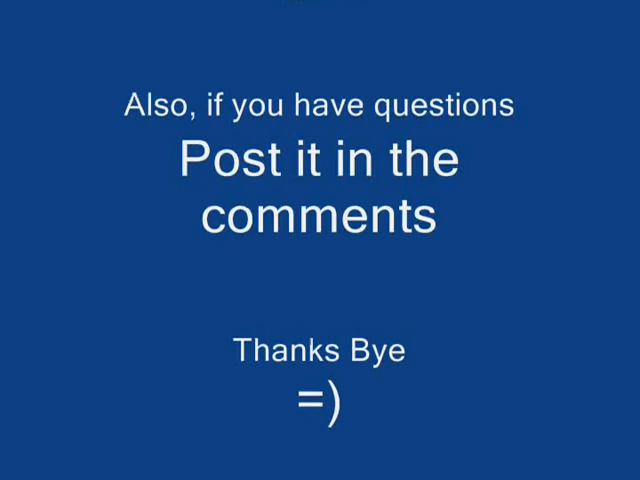 Also, if you have questions
Post it in the
comments
Thanks Bye
=)